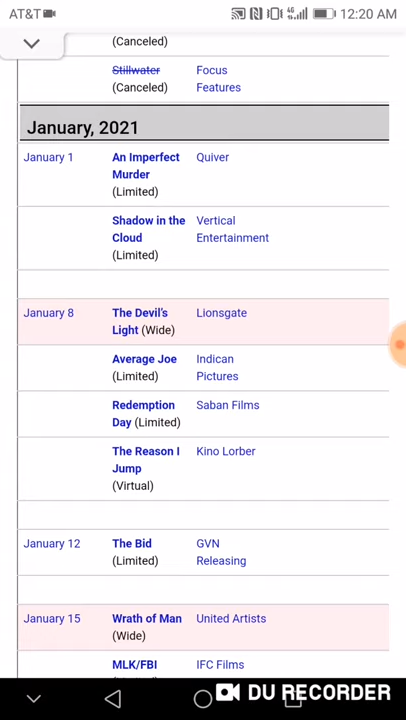 AT&T 4G 12:20 AM
(Canceled)
Stillwater Focus
(Canceled) Features
January, 2021
January 1 An Imperfect Quiver
Murder
(Limited)
Shadow in the Vertical
Cloud Entertainment
(Limited)
January 8 The Devil's Lionsgate
Light (Wide)
Average Joe Indican
(Limited) Pictures
Redemption Saban Films
Day (Limited)
The Reason I Kino Lorber
Jump
(Virtual)
January 12 The Bid GVN
(Limited) Releasing
January 15 Wrath of Man United Artists
(Wide)
MLK/FBI IFC Films
DU RECORDER